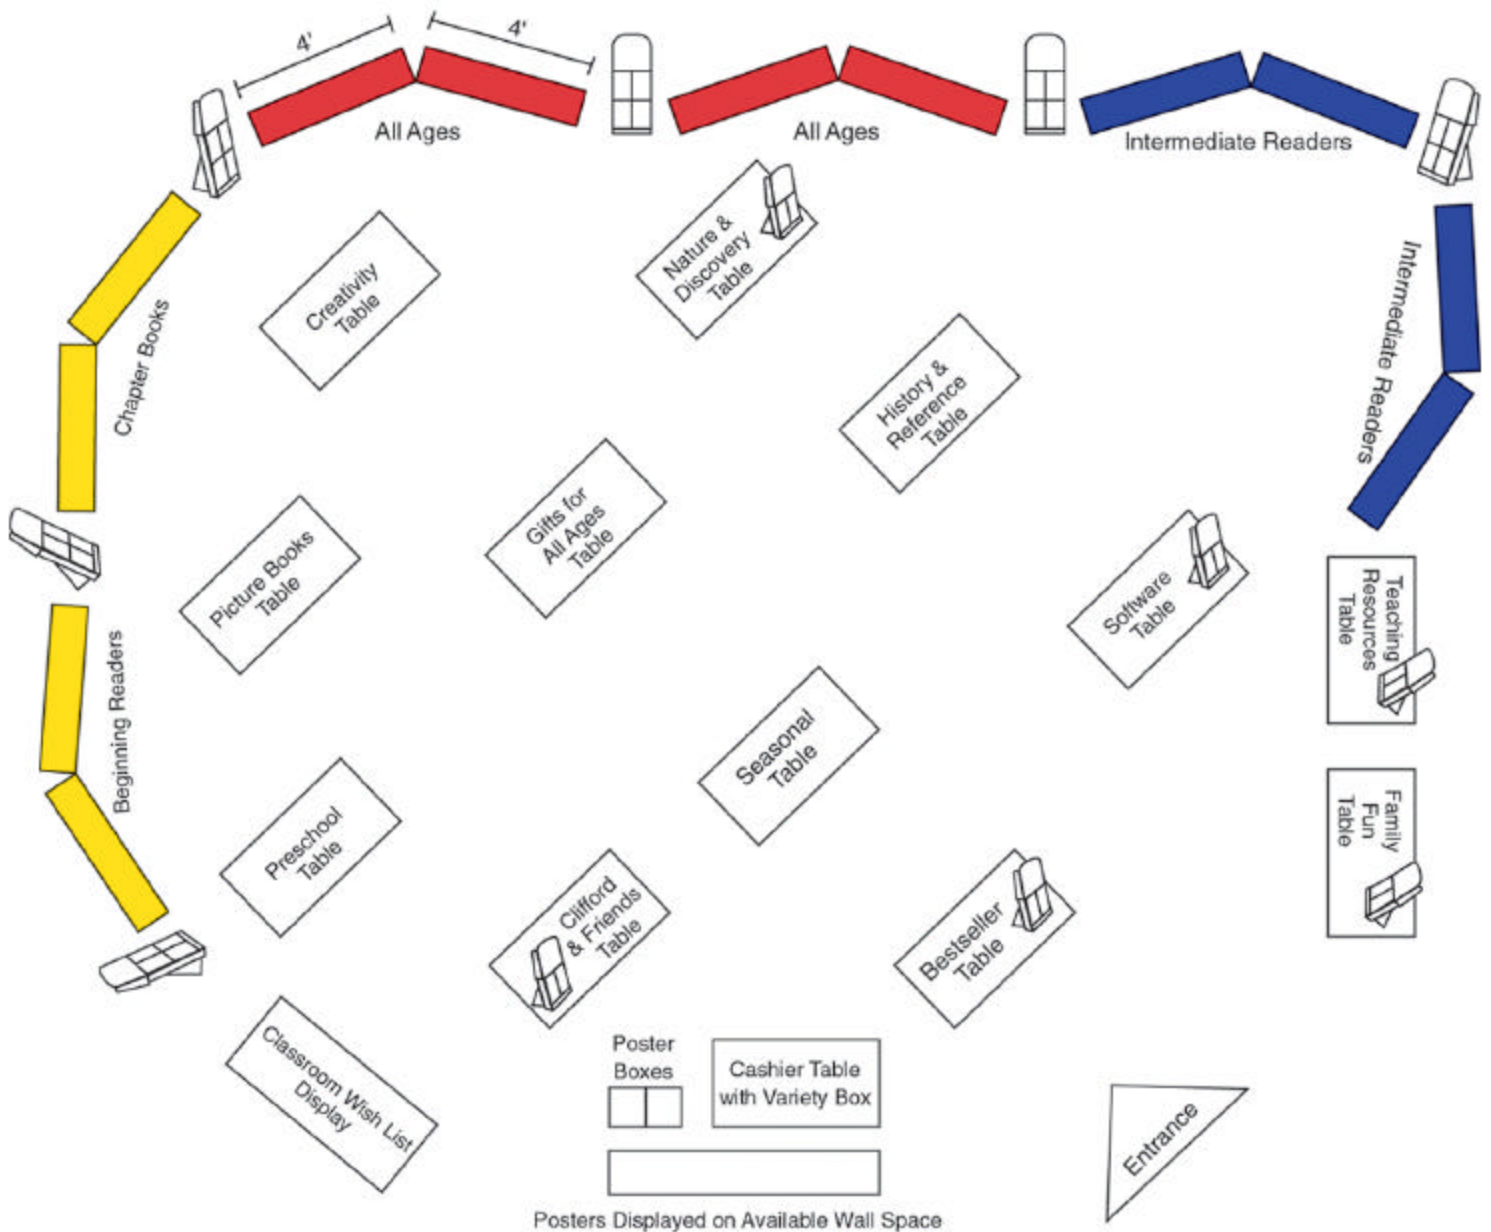 4'
4'
All Ages
All Ages
Intermediate Readers
Nature &
Discovery
Table
Creativity
Table
Chapter Books
Intermediate Readers
History &
Reference
Table
Gifts for
All Ages
Table
Picture Books
Table
Software
Table
Teaching
Resources
Table
Beginning Readers
Seasonal
Table
Preschool
Table
Family
Fun
Table
Clifford
& Friends
Table
Bestseller
Table
Classroom Wish List
Display
Poster
Boxes
Cashier Table
with Variety Box
Entrance
Posters Displayed on Available Wall Space